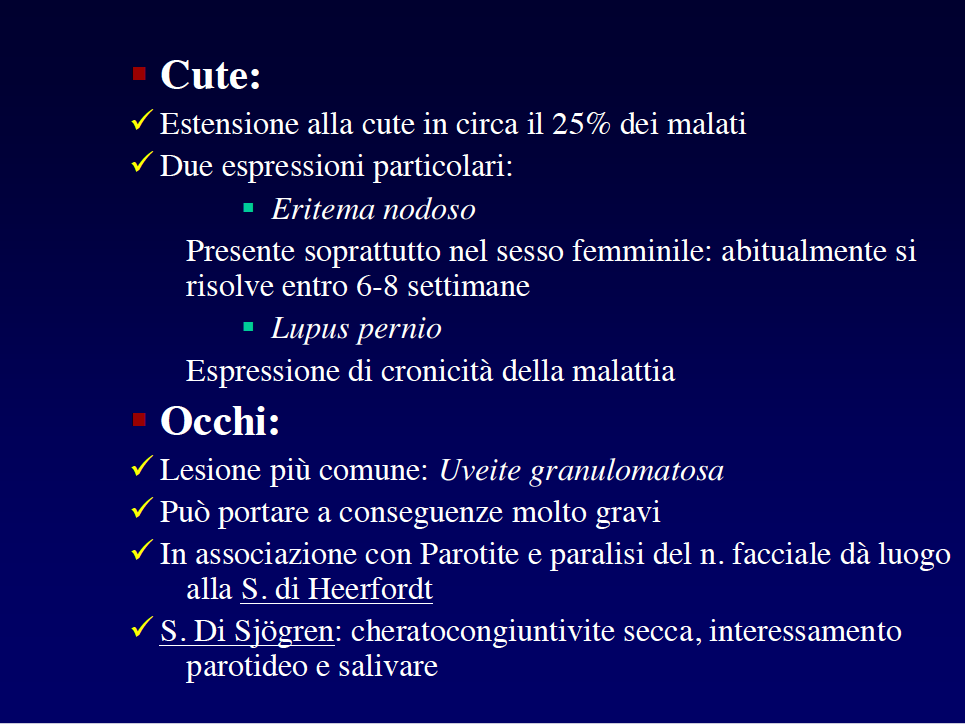 Cute:
Estensione alla cute in circa il 25% dei malati
Due espressioni particolari:
Eritema nodoso
Presente soprattutto nel sesso femminile: abitualmente si
risolve entro 6-8 settimane
Lupus pernio
Espressione di cronicità della malattia
Occhi:
Lesione più comune: Uveite granulomatosa
Può portare a conseguenze molto gravi
In associazione con Parotite e paralisi del n. facciale dà luogo
alla S. di Heerfordt
S. Di Sjögren: cheratocongiuntivite secca, interessamento
parotideo e salivare